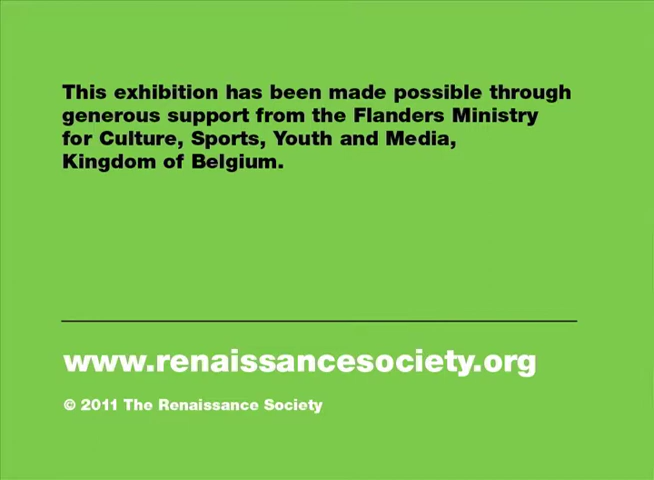 This exhibition has been made possible through
generous support from the Flanders Ministry
for Culture, Sports, Youth and Media,
Kingdom of Belgium.
www.renaissancesociety.org
© 2011 The Renaissance Society